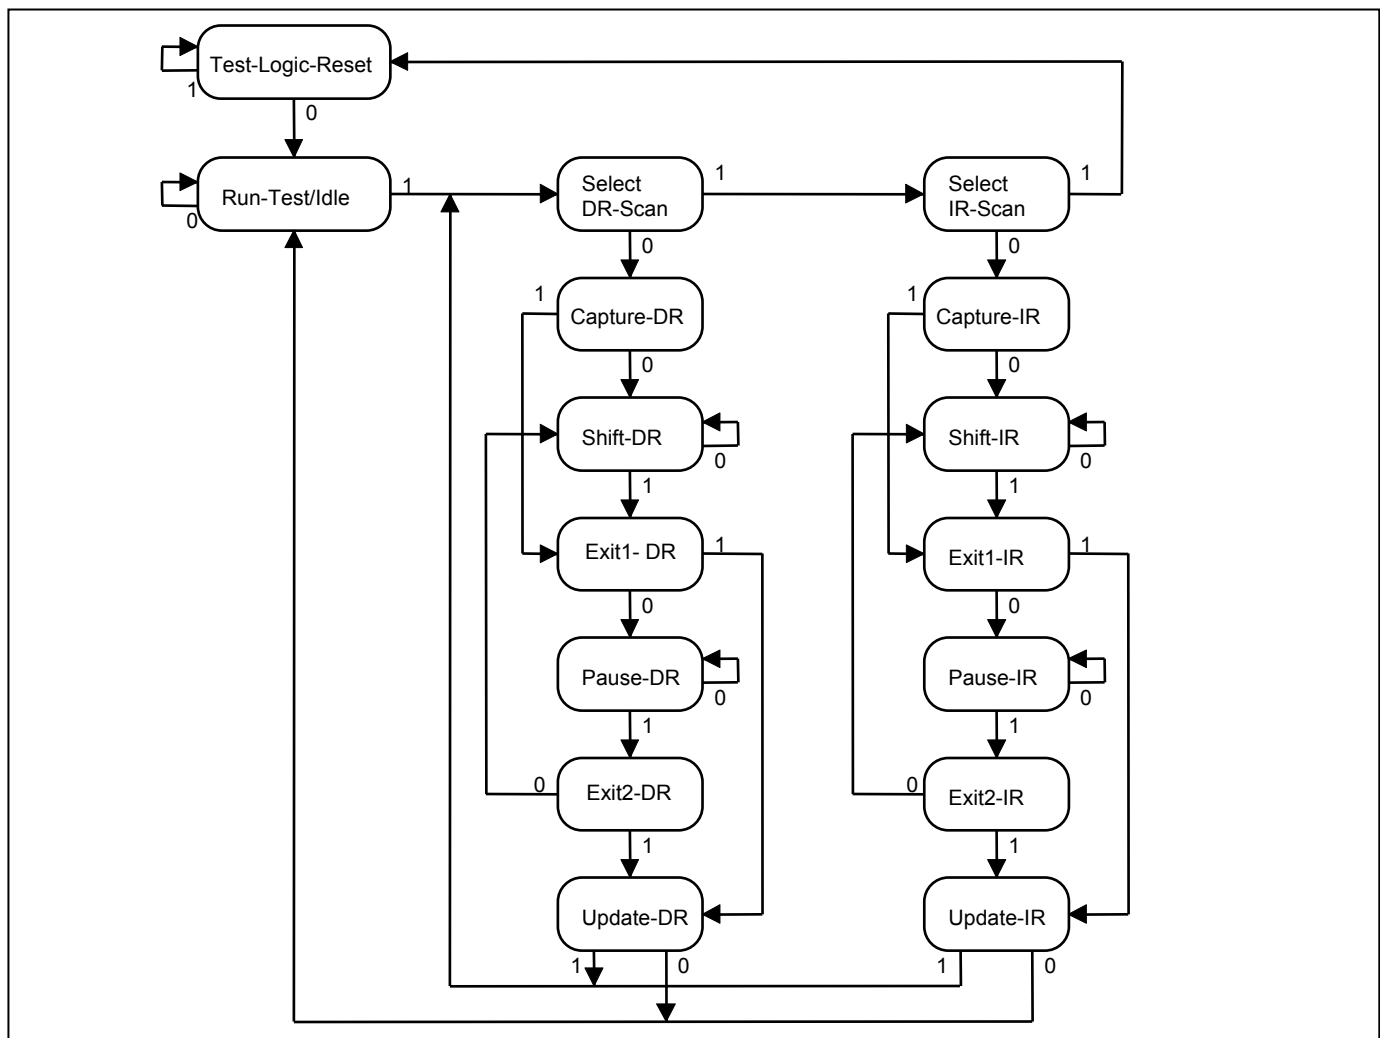 Test-Logic-Reset
1
0
Run-Test/Idle
0
1
Select
DR-Scan
1
0
Select
IR-Scan
1
0
1
Capture-DR
0
1
Capture-IR
0
Shift-DR
0
1
Shift-IR
0
1
Exit1- DR
1
0
Exit1-IR
1
0
Pause-DR
0
1
Pause-IR
0
1
0
Exit2-DR
1
0
Exit2-IR
1
Update-DR
1
0
Update-IR
1
0